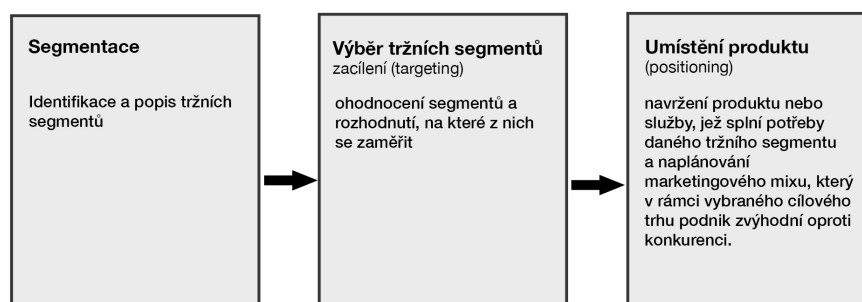 Segmentace
Identifikace a popis tržních
segmentů
Výběr tržních segmentů
zacílení (targeting)
ohodnocení segmentů a
rozhodnutí, na které z nich
se zaměřit
Umístění produktu
(positioning)
navržení produktu nebo
služby, jež splní potřeby
daného tržního segmentu
a naplánování
marketingového mixu, který
v rámci vybraného cílového
trhu podnik zvýhodní oproti
konkurenci.